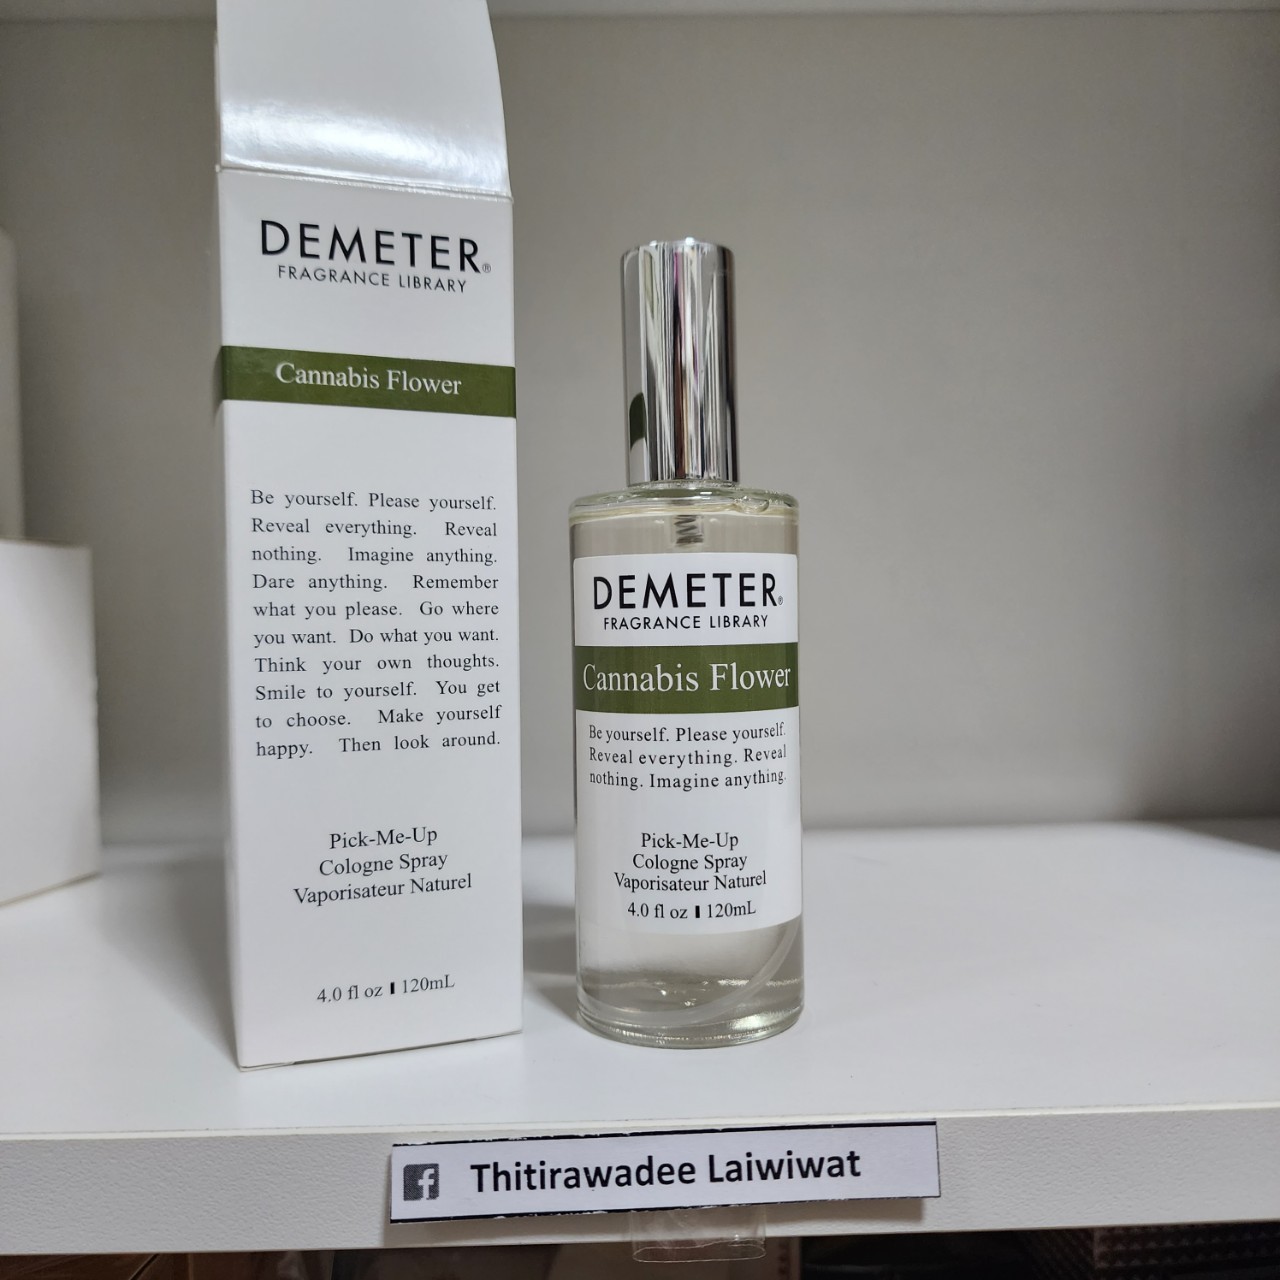 DEMETER®
FRAGRANCE LIBRARY
Cannabis Flower
Be yourself. Please yourself.
Reveal everything. Reveal
nothing. Imagine anything.
Dare anything. Remember
what you please. Go where
you want. Do what you want.
Think your own thoughts.
Smile to yourself. You get
to choose. Make yourself
happy. Then look around.
Pick-Me-Up
Cologne Spray
Vaporisateur Naturel
4.0 fl oz ▮ 120mL
DEMETER®
FRAGRANCE LIBRARY
Cannabis Flower
Be yourself. Please yourself.
Reveal everything. Reveal
nothing. Imagine anything.
Pick-Me-Up
Cologne Spray
Vaporisateur Naturel
4.0 fl oz ▮ 120mL
f Thitirawadee Laiwiwat